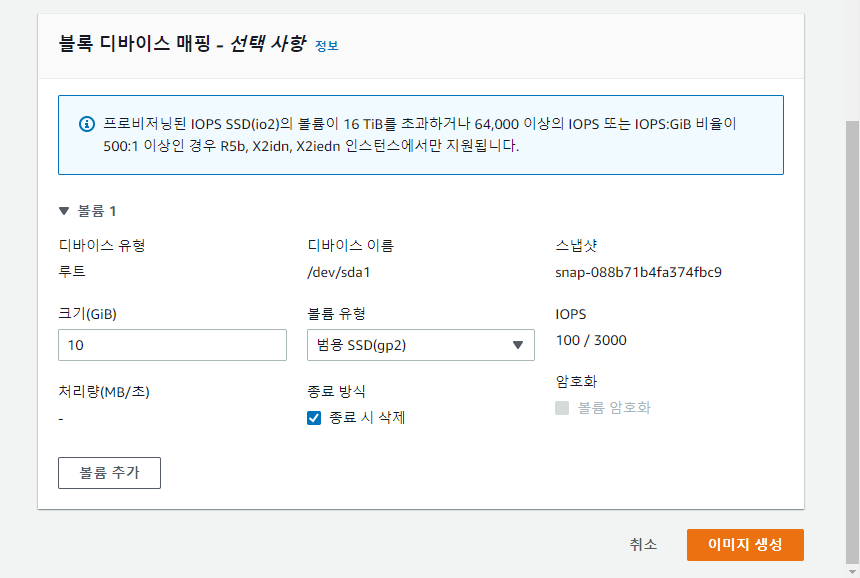 블록 디바이스 매핑 - 선택 사항 정보
프로비저닝된 IOPS SSD(io2)의 볼륨이 16 TiB를 초과하거나 64,000 이상의 IOPS 또는 IOPS:GiB 비율이
500:1 이상인 경우 R5b, X2idn, X2iedn 인스턴스에서만 지원됩니다.
볼륨 1
디바이스 유형
루트
디바이스 이름
/dev/sda1
스냅샷
snap-088b71b4fa374fbc9
크기(GiB)
10
볼륨 유형
범용 SSD(gp2)
IOPS
100 / 3000
처리량(MB/초)
-
종료 방식
종료 시 삭제
암호화
볼륨 암호화
볼륨 추가
취소
이미지 생성